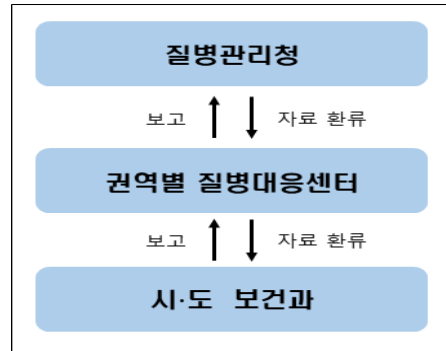 질병관리청
보고 자료 환류
권역별 질병대응센터
보고 자료 환류
시·도 보건과